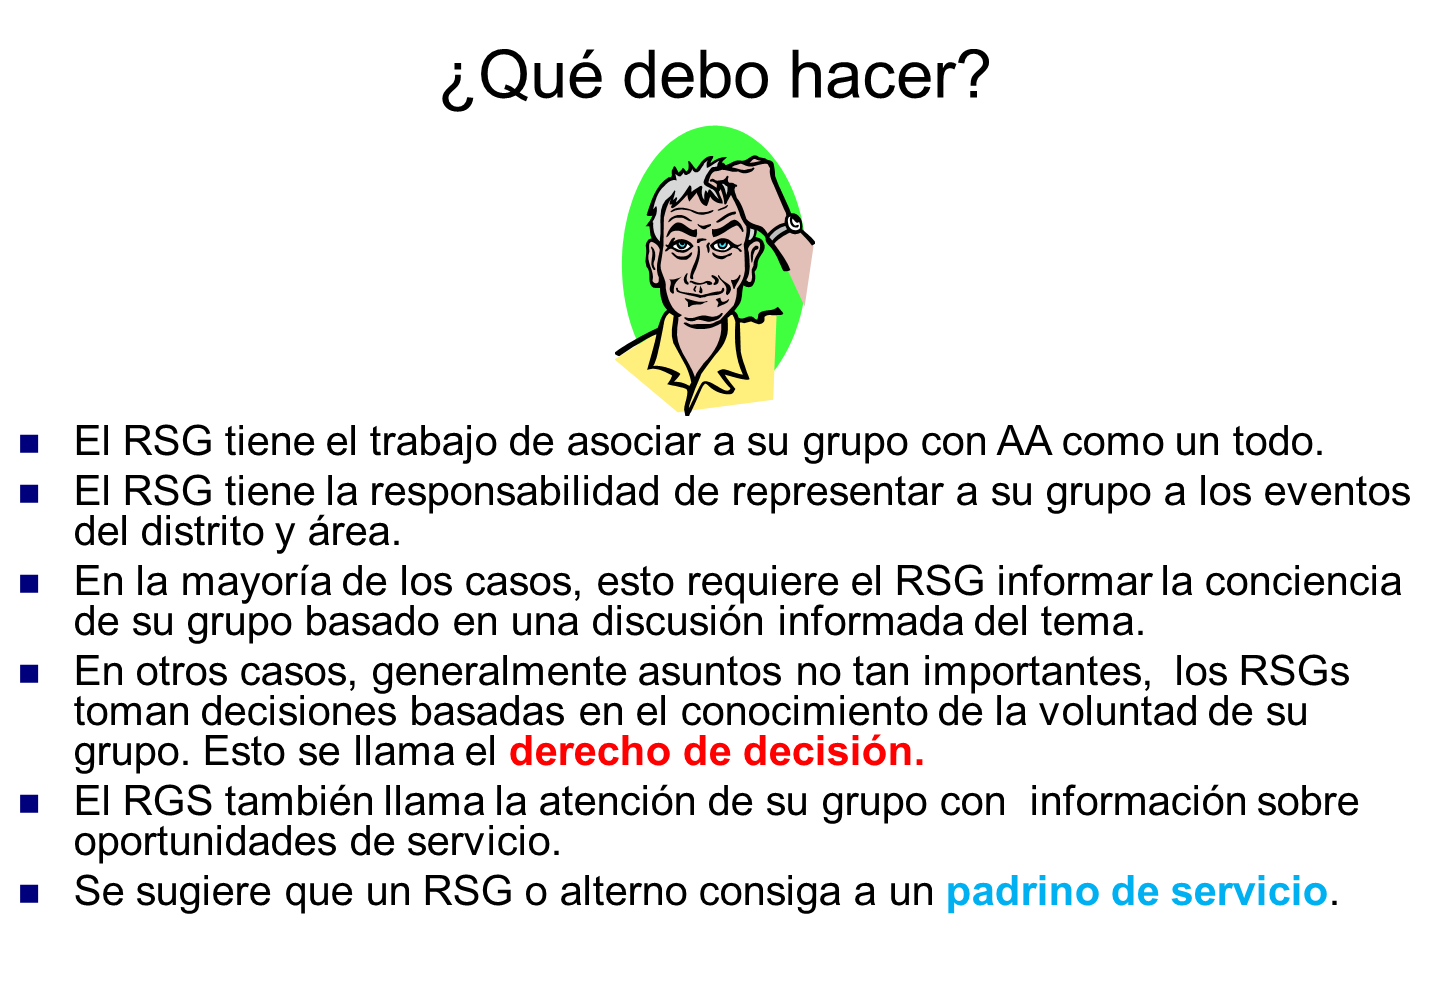 ¿Qué debo hacer?
El RSG tiene el trabajo de asociar a su grupo con AA como un todo.
El RSG tiene la responsabilidad de representar a su grupo a los eventos
del distrito y área.
En la mayoría de los casos, esto requiere el RSG informar la conciencia
de su grupo basado en una discusión informada del tema.
En otros casos, generalmente asuntos no tan importantes,  los RSGs
toman decisiones basadas en el conocimiento de la voluntad de su
grupo. Esto se llama el derecho de decisión.
El RGS también llama la atención de su grupo con  información sobre
oportunidades de servicio.
Se sugiere que un RSG o alterno consiga a un padrino de servicio.